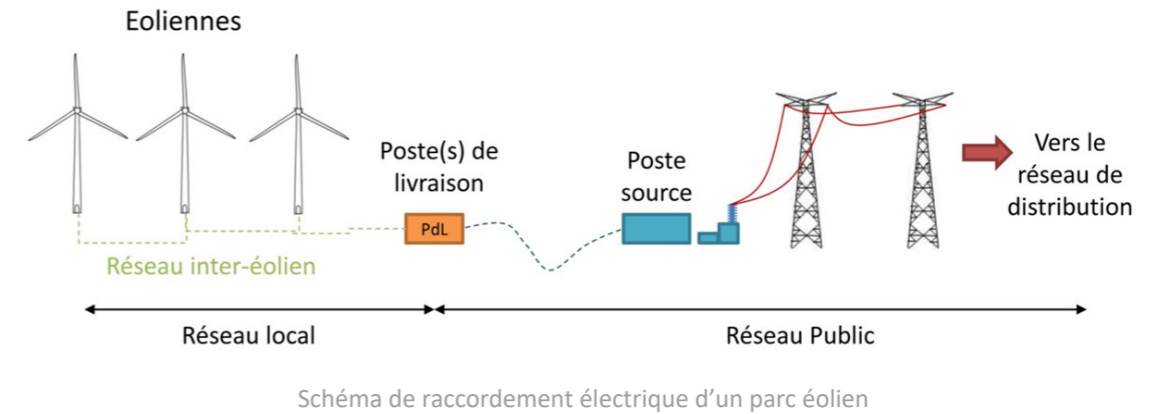 Eoliennes
Poste(s) de
livraison
Poste
source
Vers le
réseau de
distribution
PdL
Réseau inter-éolien
Réseau local
Réseau Public
Schéma de raccordement électrique d’un parc éolien